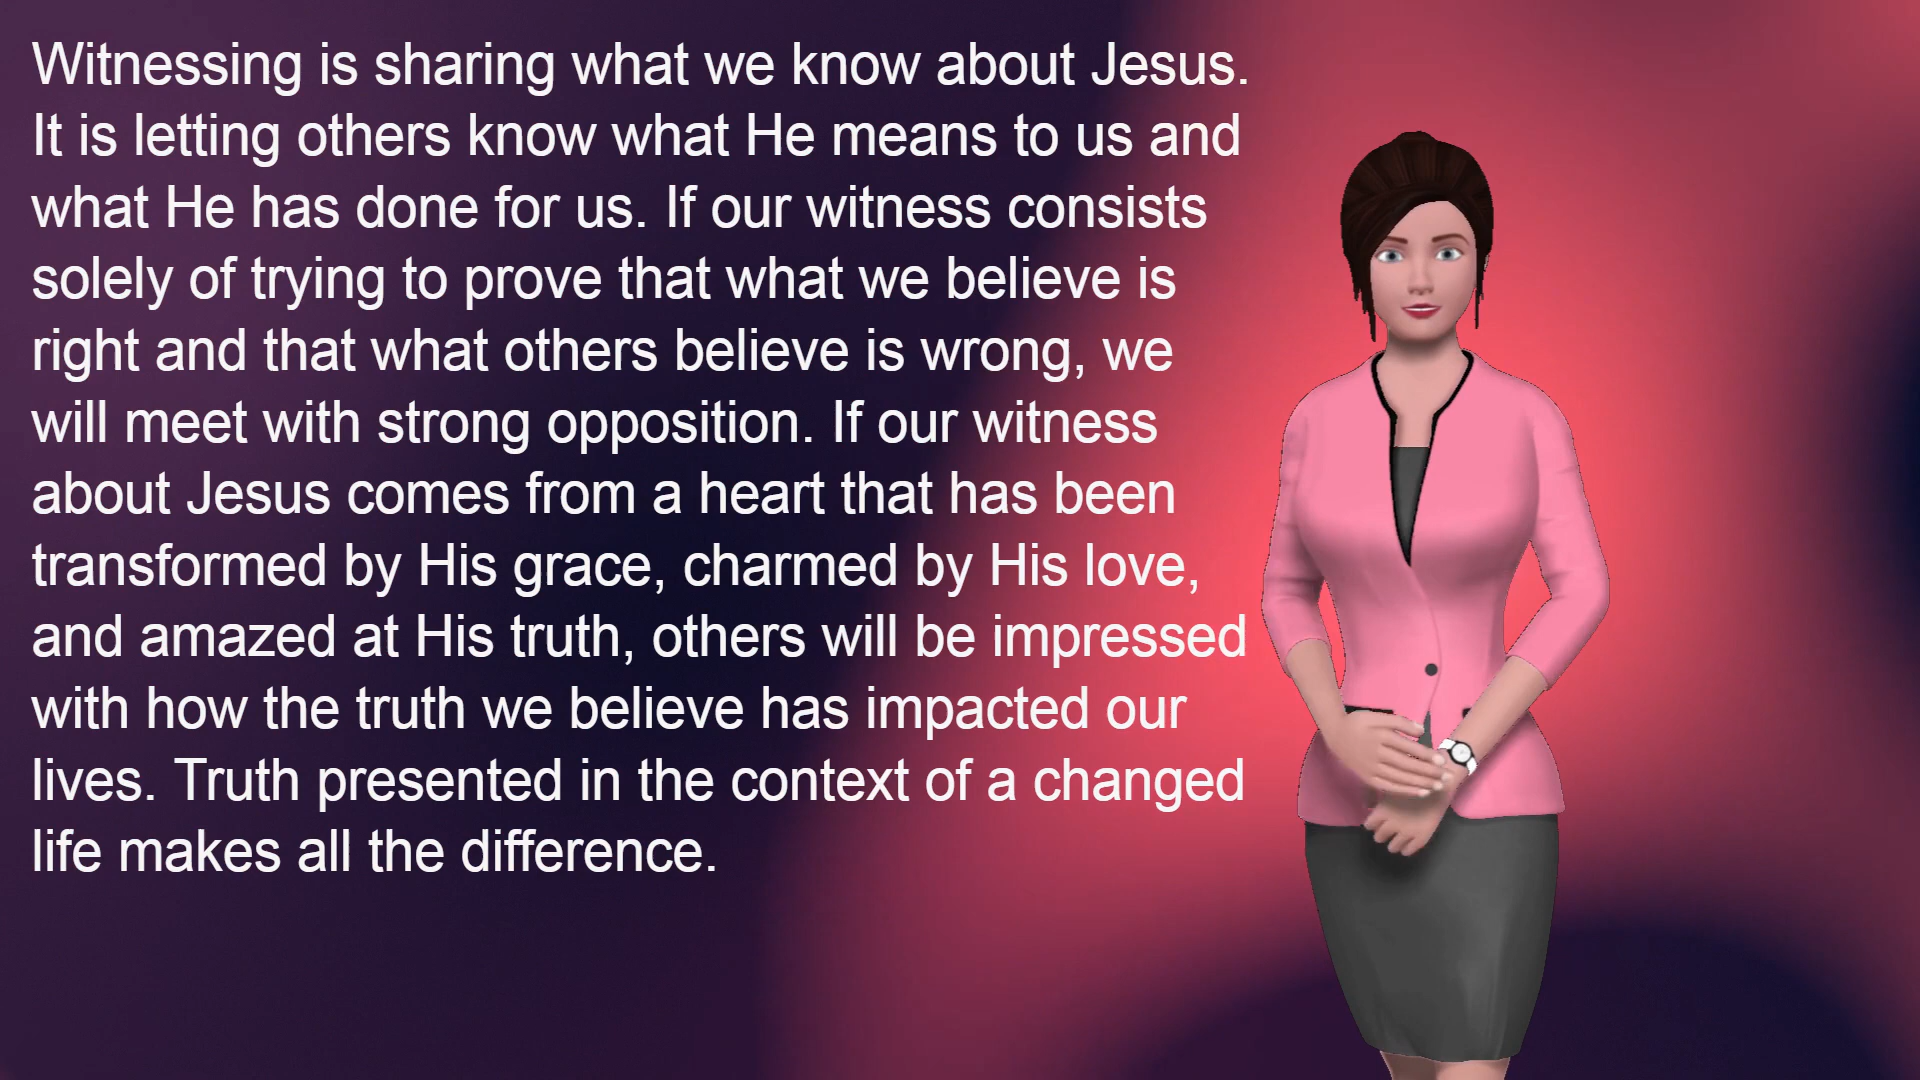 Witnessing is sharing what we know about Jesus.
It is letting others know what He means to us and
what He has done for us. If our witness consists
solely of trying to prove that what we believe is
right and that what others believe is wrong, we
will meet with strong opposition. If our witness
about Jesus comes from a heart that has been
transformed by His grace, charmed by His love,
and amazed at His truth, others will be impressed
with how the truth we believe has impacted our
lives. Truth presented in the context of a changed
life makes all the difference.